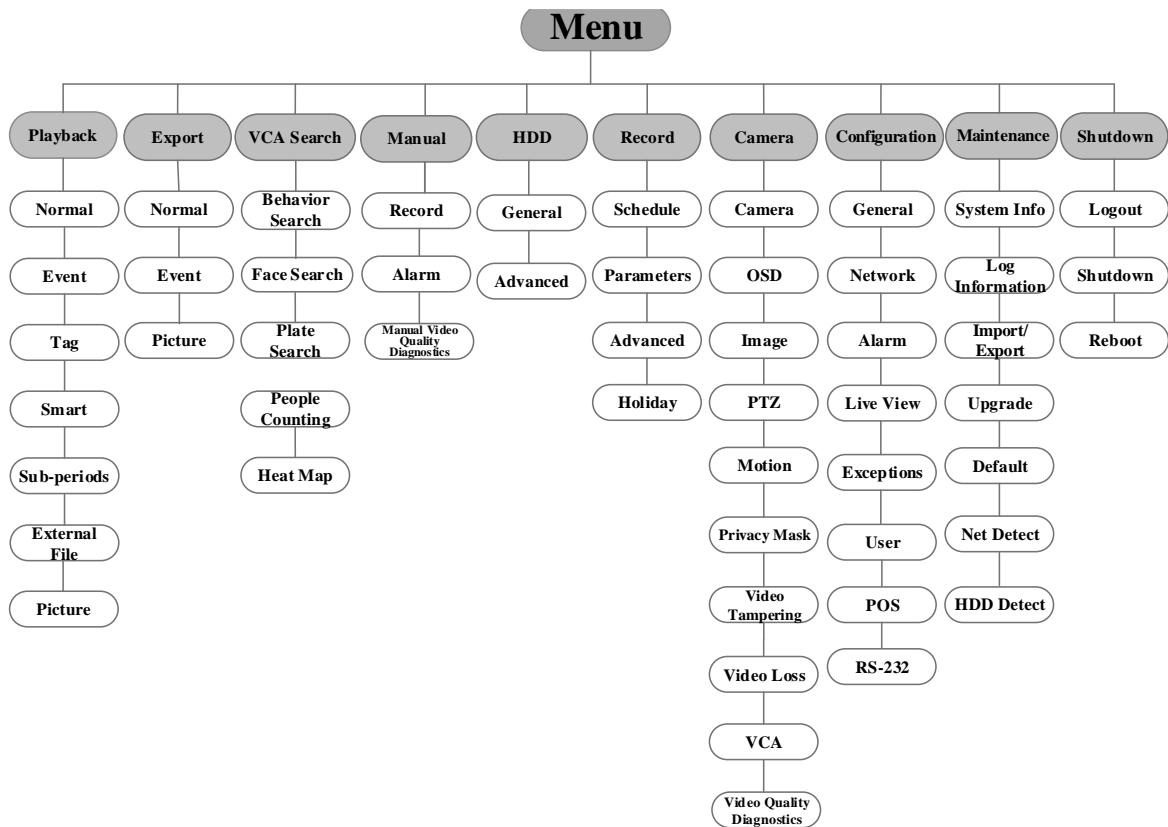 Menu
Playback
Export
VCA Search
Manual
HDD
Record
Camera
Configuration
Maintenance
Shutdown
Normal
Event
Tag
Smart
Sub-periods
External
File
Picture
Normal
Event
Picture
Behavior
Search
Face Search
Plate
Search
People
Counting
Heat Map
Record
Alarm
Manual Video
Quality
Diagnostics
General
Advanced
Schedule
Parameters
Advanced
Holiday
Camera
OSD
Image
PTZ
Motion
Privacy Mask
Video
Tampering
Video Loss
VCA
Video Quality
Diagnostics
General
Network
Alarm
Live View
Exceptions
User
POS
RS-232
System Info
Log
Information
Import/
Export
Upgrade
Default
Net Detect
HDD Detect
Logout
Shutdown
Reboot